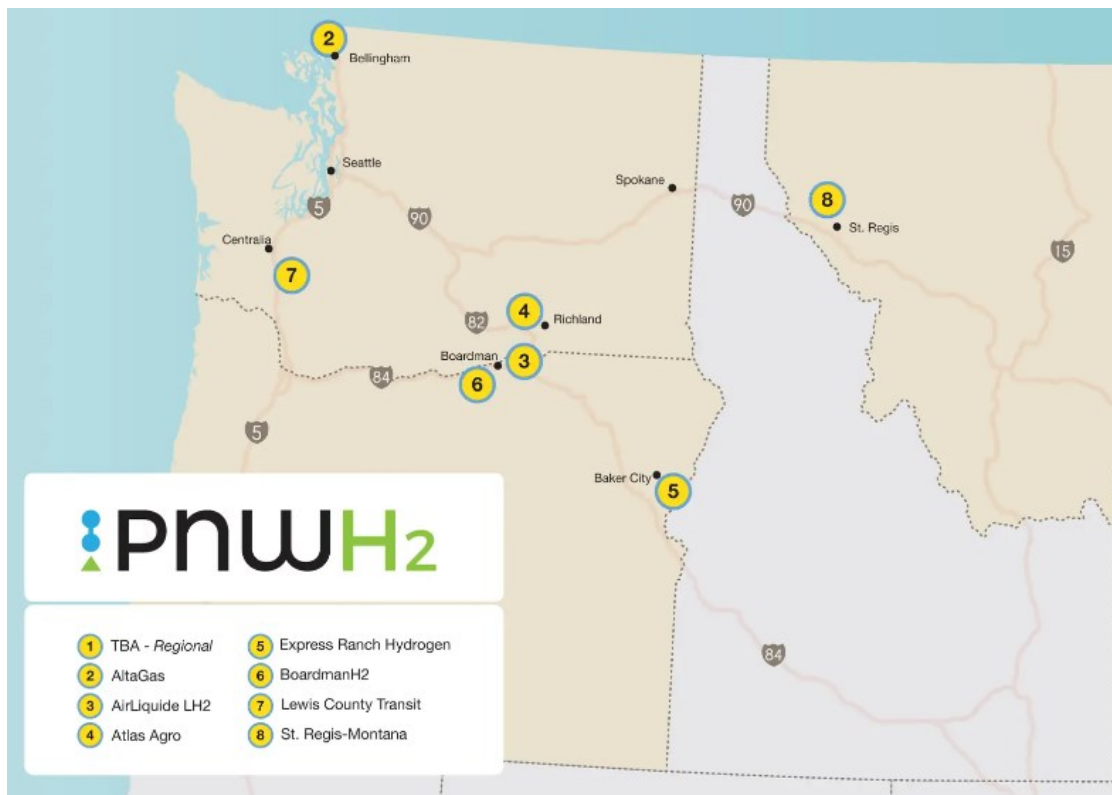 2
Bellingham
Seattle
Spokane
5
90
90
8
St. Regis
Centralia
7
15
4
82
Richland
Boardman
3
84
6
5
Baker City
5
PNWH2
84
1 TBA - Regional
2 AltaGas
3 AirLiquide LH2
4 Atlas Agro
5 Express Ranch Hydrogen
6 BoardmanH2
7 Lewis County Transit
8 St. Regis-Montana